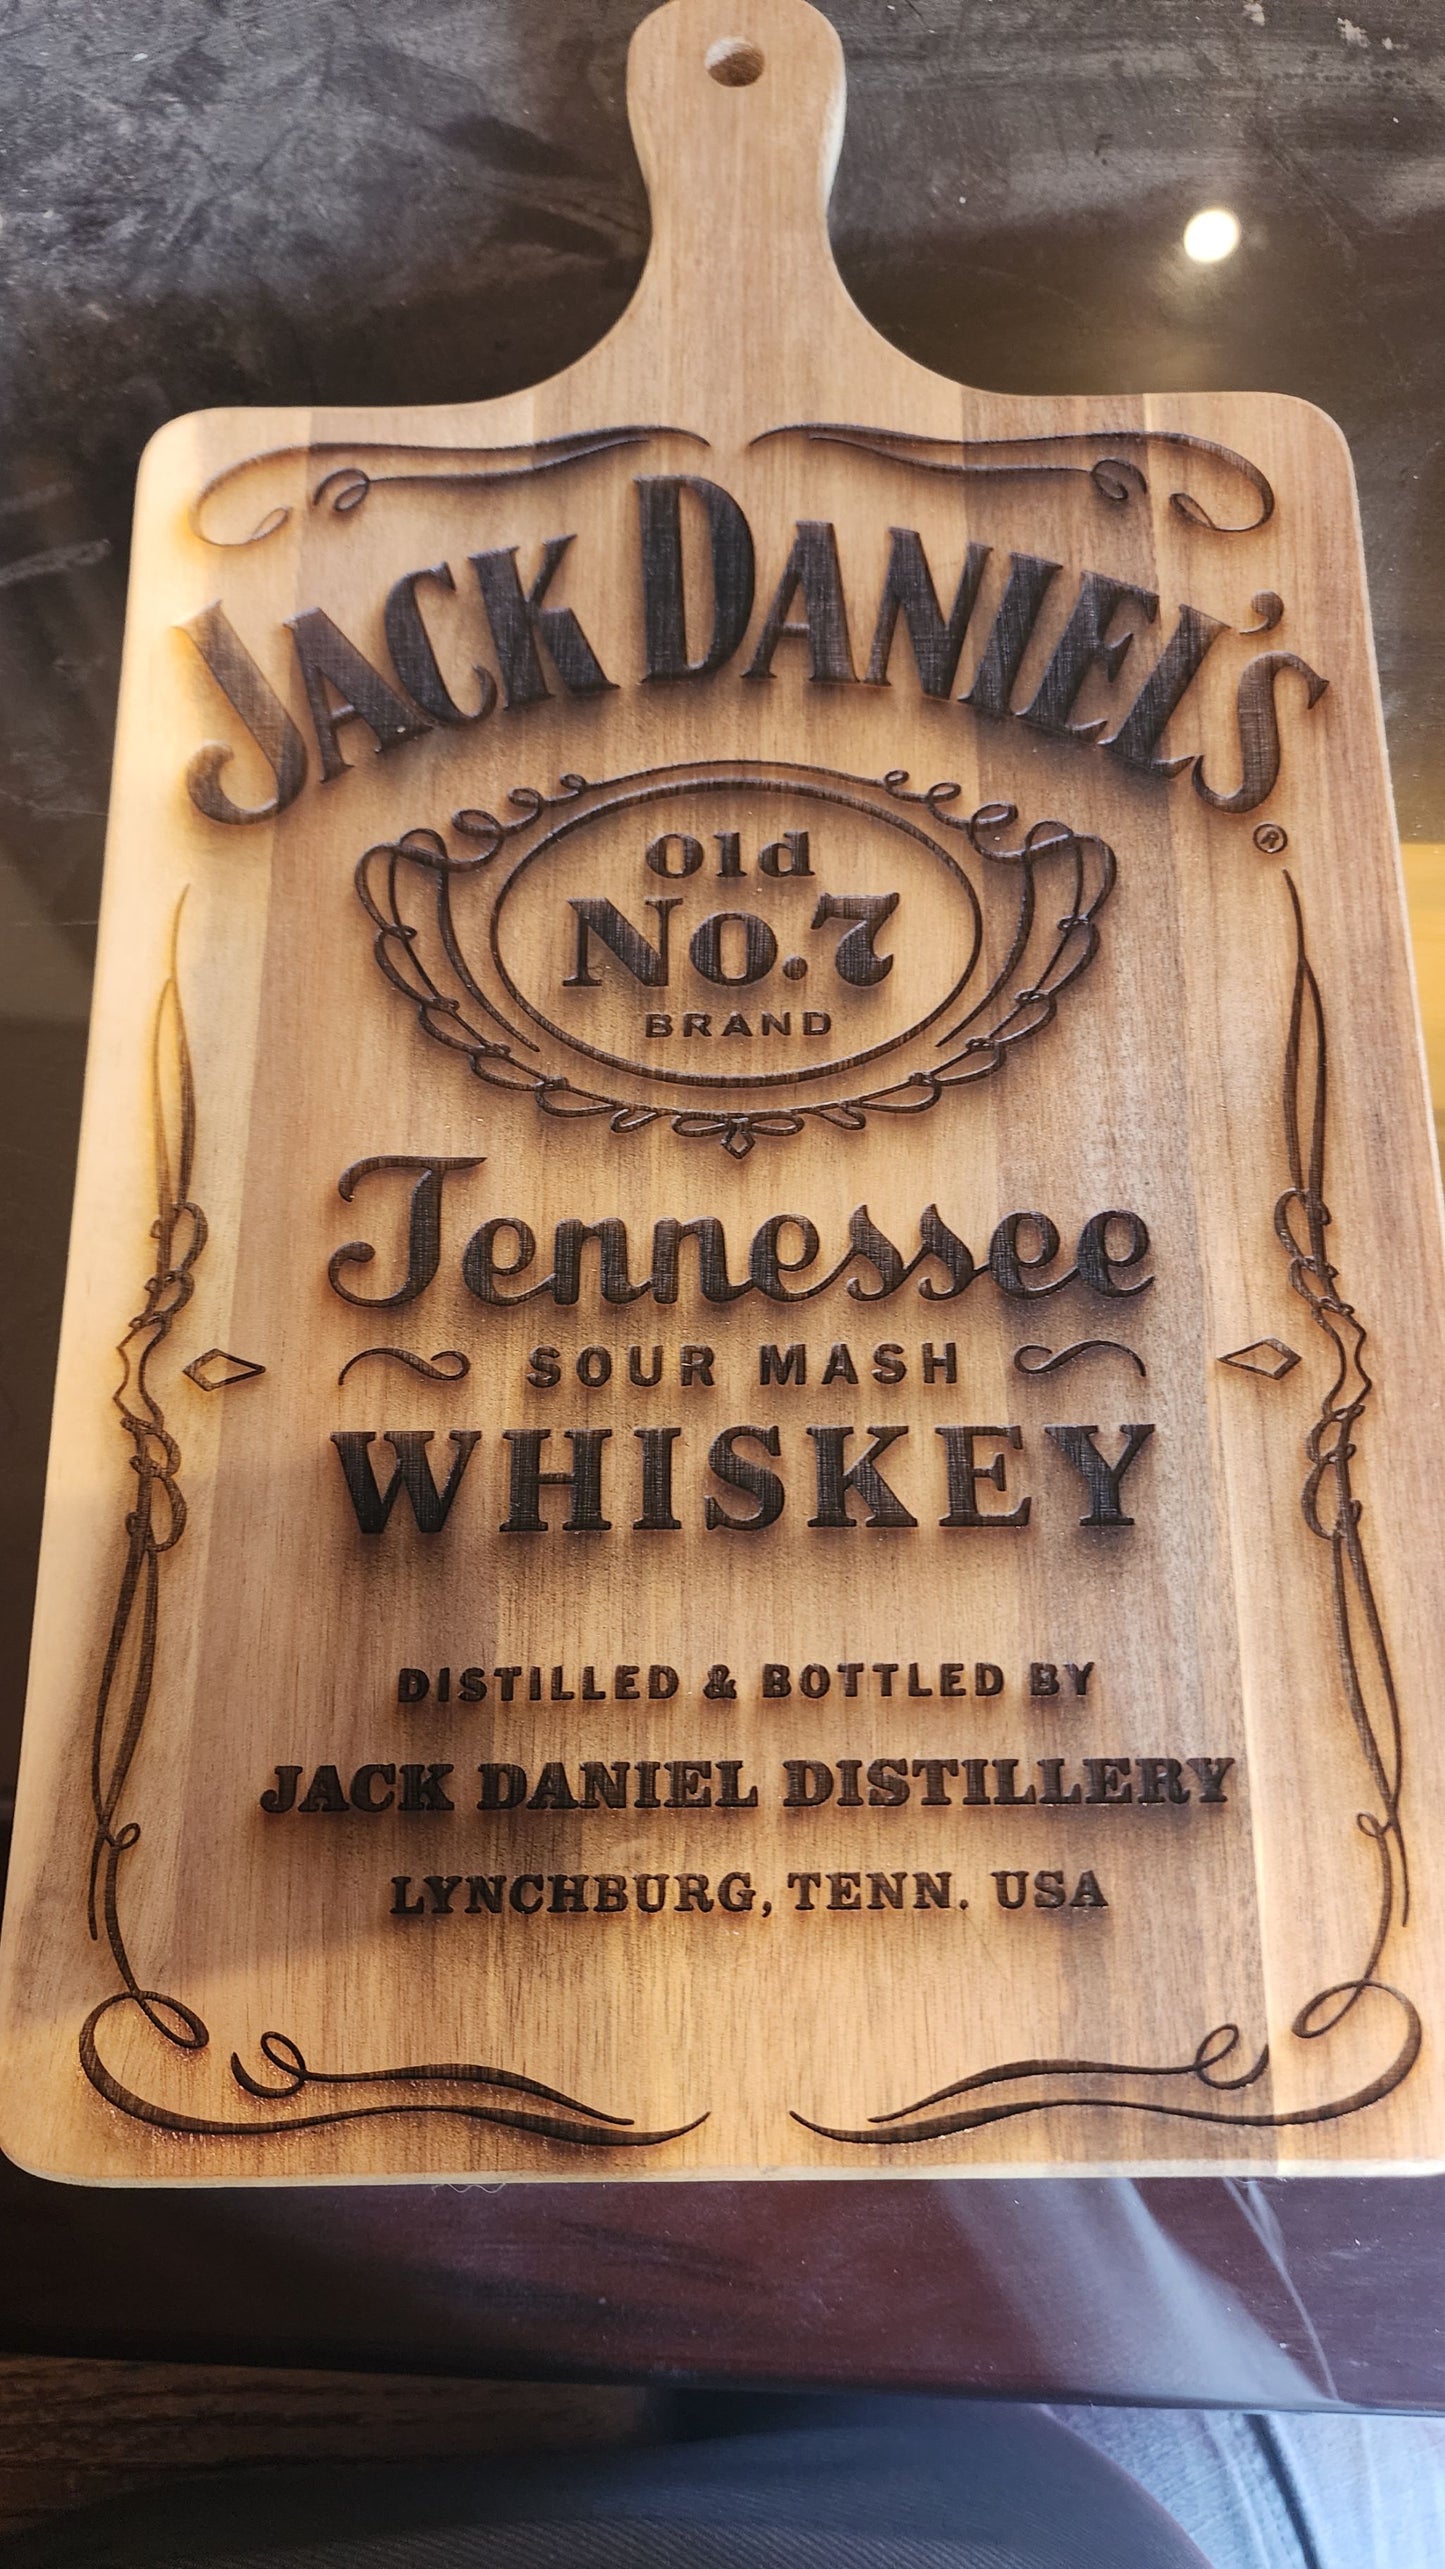 JACK DANIEL'S
®
Old
No.7
BRAND
Tennessee
SOUR MASH
WHISKEY
DISTILLED & BOTTLED BY
JACK DANIEL DISTILLERY
LYNCHBURG, TENN. USA